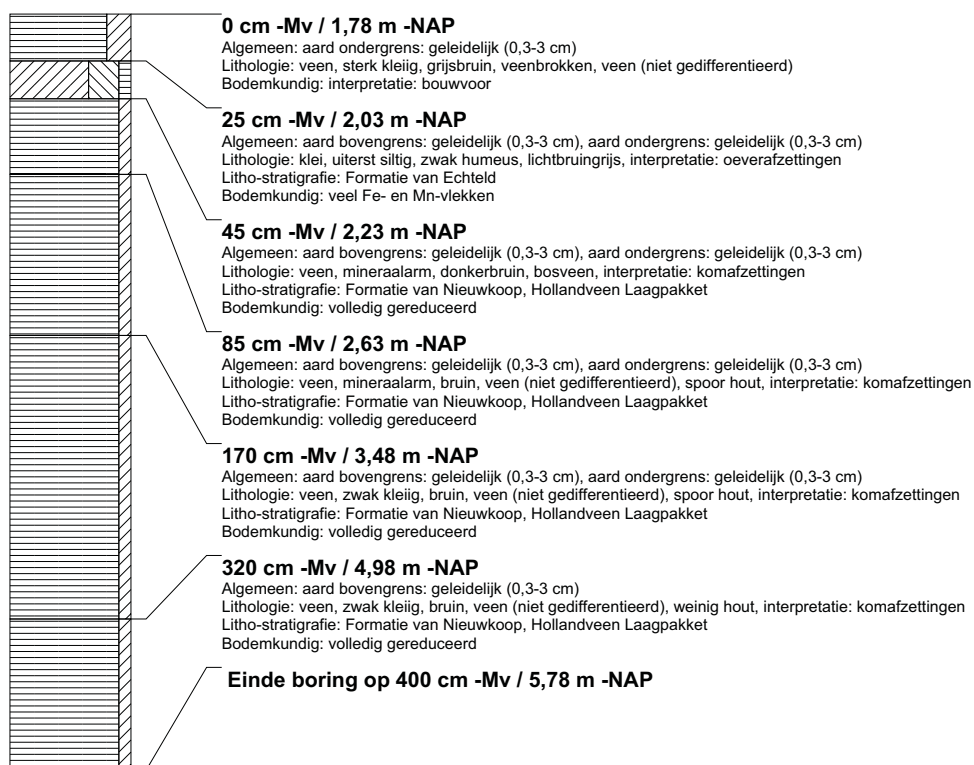 0 cm -Mv / 1,78 m -NAP
Algemeen: aard ondergrens: geleidelijk (0,3-3 cm)
Lithologie: veen, sterk kleiig, grijsbruin, veenbrokken, veen (niet gedifferentieerd)
Bodemkundig: interpretatie: bouwvoor
25 cm -Mv / 2,03 m -NAP
Algemeen: aard bovengrens: geleidelijk (0,3-3 cm), aard ondergrens: geleidelijk (0,3-3 cm)
Lithologie: klei, uiterst siltig, zwak humeus, lichtbruingrijs, interpretatie: oeverafzettingen
Litho-stratigrafie: Formatie van Echteld
Bodemkundig: veel Fe- en Mn-vlekken
45 cm -Mv / 2,23 m -NAP
Algemeen: aard bovengrens: geleidelijk (0,3-3 cm), aard ondergrens: geleidelijk (0,3-3 cm)
Lithologie: veen, mineraalarm, donkerbruin, bosveen, interpretatie: komafzettingen
Litho-stratigrafie: Formatie van Nieuwkoop, Hollandveen Laagpakket
Bodemkundig: volledig gereduceerd
85 cm -Mv / 2,63 m -NAP
Algemeen: aard bovengrens: geleidelijk (0,3-3 cm), aard ondergrens: geleidelijk (0,3-3 cm)
Lithologie: veen, mineraalarm, bruin, veen (niet gedifferentieerd), spoor hout, interpretatie: komafzettingen
Litho-stratigrafie: Formatie van Nieuwkoop, Hollandveen Laagpakket
Bodemkundig: volledig gereduceerd
170 cm -Mv / 3,48 m -NAP
Algemeen: aard bovengrens: geleidelijk (0,3-3 cm), aard ondergrens: geleidelijk (0,3-3 cm)
Lithologie: veen, zwak kleiig, bruin, veen (niet gedifferentieerd), spoor hout, interpretatie: komafzettingen
Litho-stratigrafie: Formatie van Nieuwkoop, Hollandveen Laagpakket
Bodemkundig: volledig gereduceerd
320 cm -Mv / 4,98 m -NAP
Algemeen: aard bovengrens: geleidelijk (0,3-3 cm)
Lithologie: veen, zwak kleiig, bruin, veen (niet gedifferentieerd), weinig hout, interpretatie: komafzettingen
Litho-stratigrafie: Formatie van Nieuwkoop, Hollandveen Laagpakket
Bodemkundig: volledig gereduceerd
Einde boring op 400 cm -Mv / 5,78 m -NAP